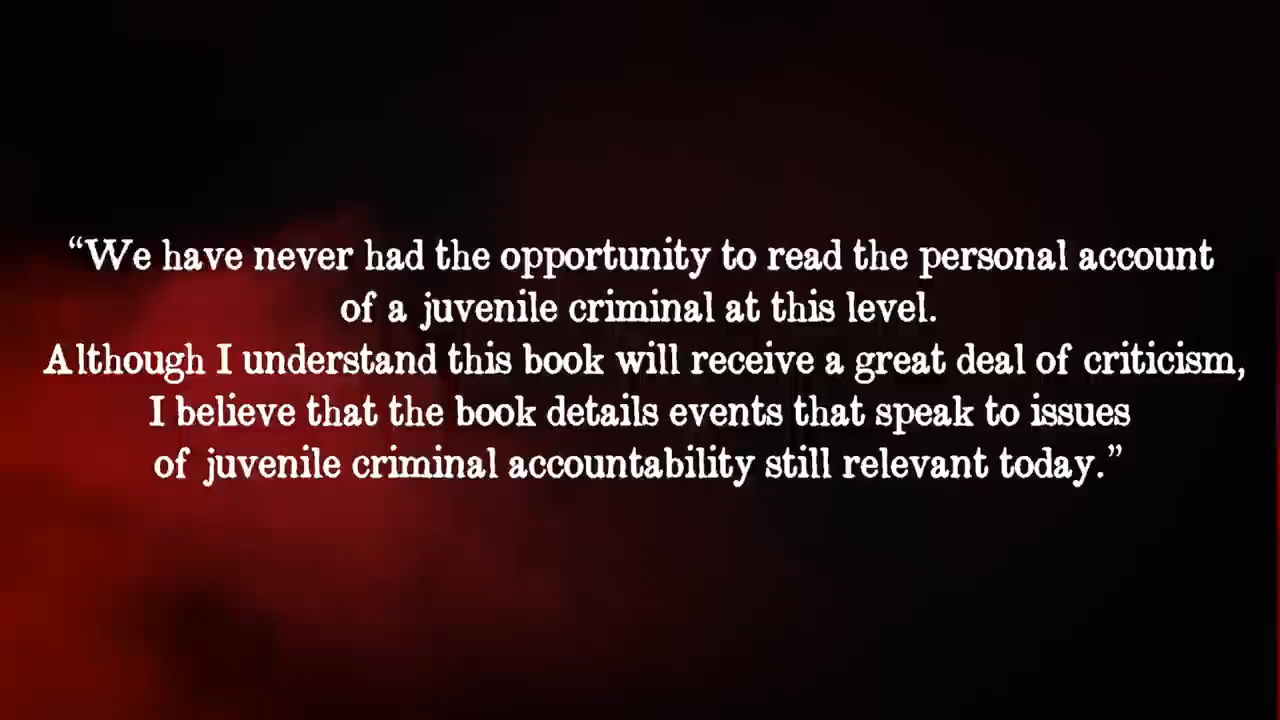 “We have never had the opportunity to read the personal account
of a juvenile criminal at this level.
Although I understand this book will receive a great deal of criticism,
I believe that the book details events that speak to issues
of juvenile criminal accountability still relevant today.”